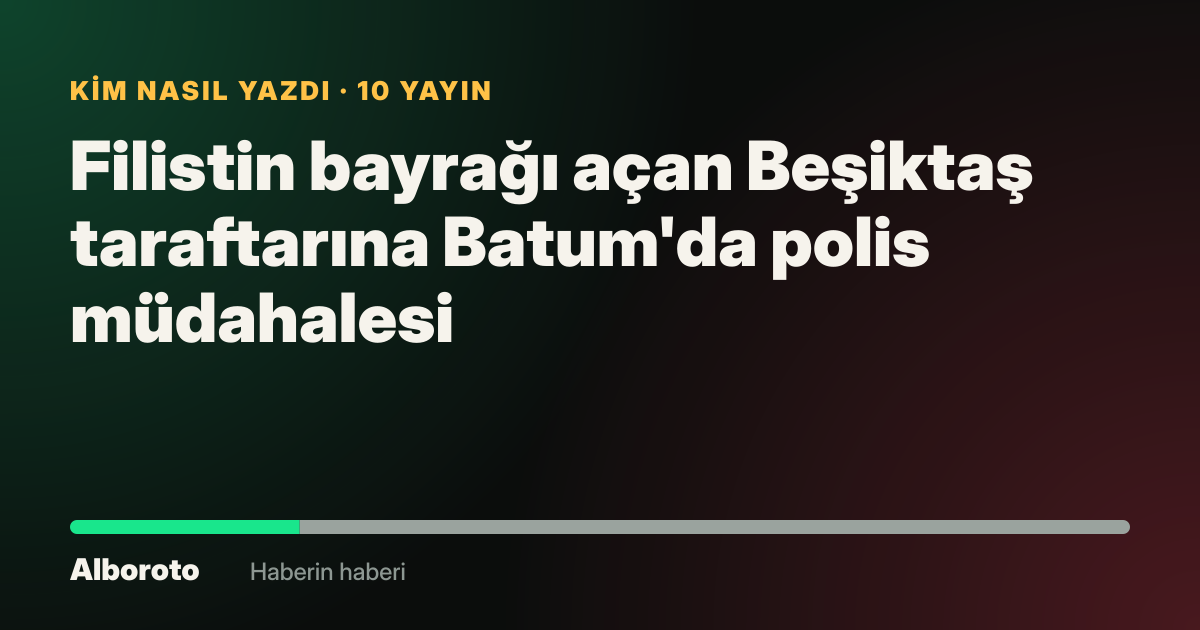 KİM NASIL YAZDI · 10 YAYIN
Filistin bayrağı açan Beşiktaş
taraftarına Batum'da polis
müdahalesi
Alboroto
Haberin haberi